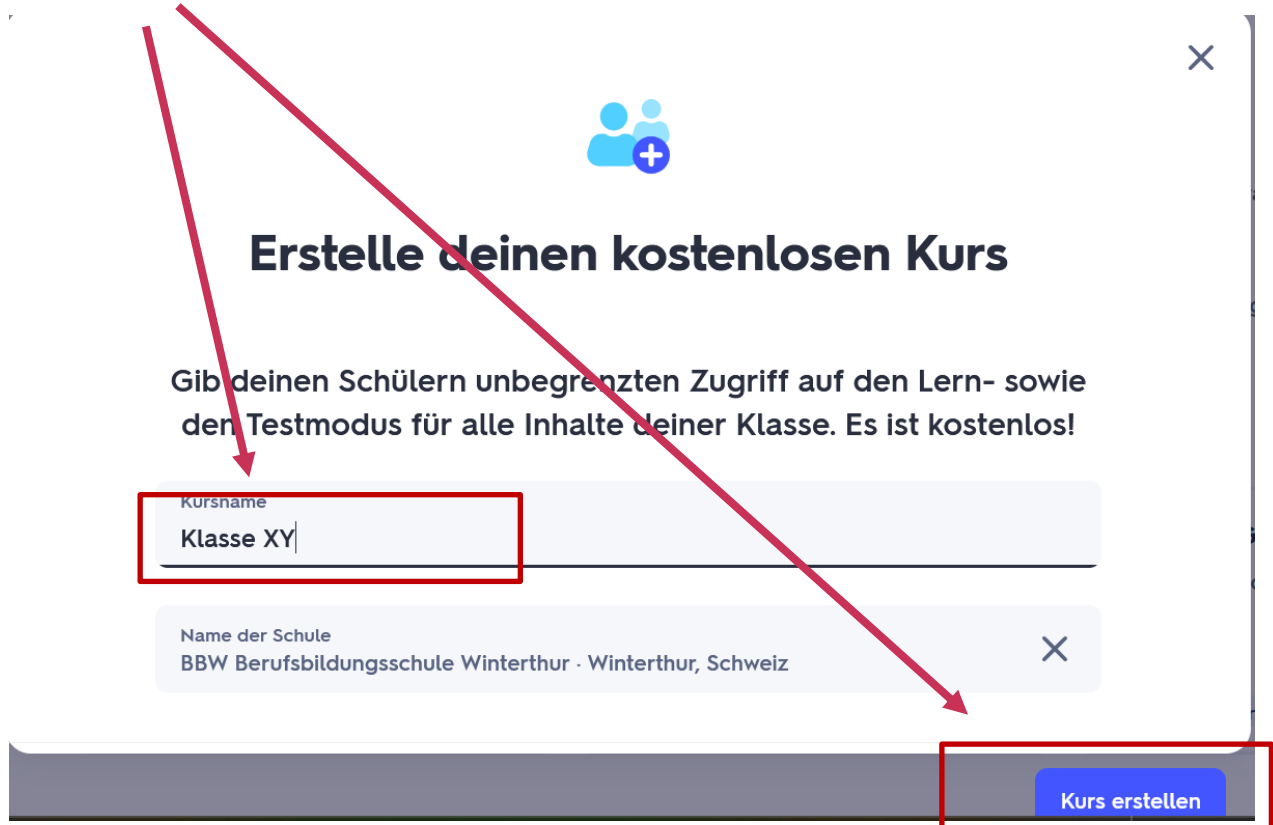 Erstelle deinen kostenlosen Kurs
Gib deinen Schülern unbegrenzten Zugriff auf den Lern- sowie
den Testmodus für alle Inhalte deiner Klasse. Es ist kostenlos!
Kursname
Klasse XY
Name der Schule
BBW Berufsbildungsschule Winterthur · Winterthur, Schweiz
Kurs erstellen